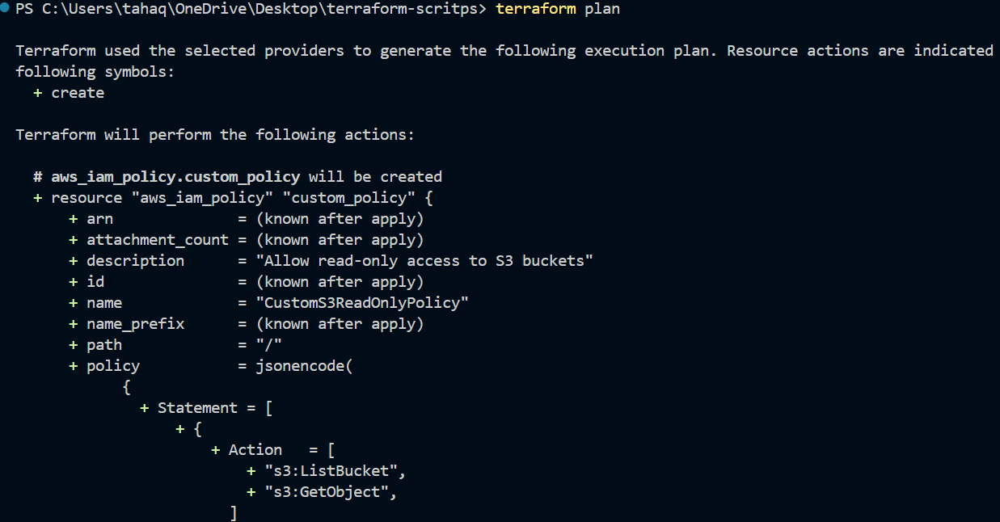 PS C:\Users\tahaq\OneDrive\Desktop\terraform-scritps> terraform plan
Terraform used the selected providers to generate the following execution plan. Resource actions are indicated
following symbols:
  + create
Terraform will perform the following actions:
  # aws_iam_policy.custom_policy will be created
  + resource "aws_iam_policy" "custom_policy" {
      + arn              = (known after apply)
      + attachment_count = (known after apply)
      + description      = "Allow read-only access to S3 buckets"
      + id               = (known after apply)
      + name             = "CustomS3ReadOnlyPolicy"
      + name_prefix      = (known after apply)
      + path             = "/"
      + policy           = jsonencode(
            {
              + Statement = [
                  + {
                      + Action   = [
                          + "s3:ListBucket",
                          + "s3:GetObject",
                        ]